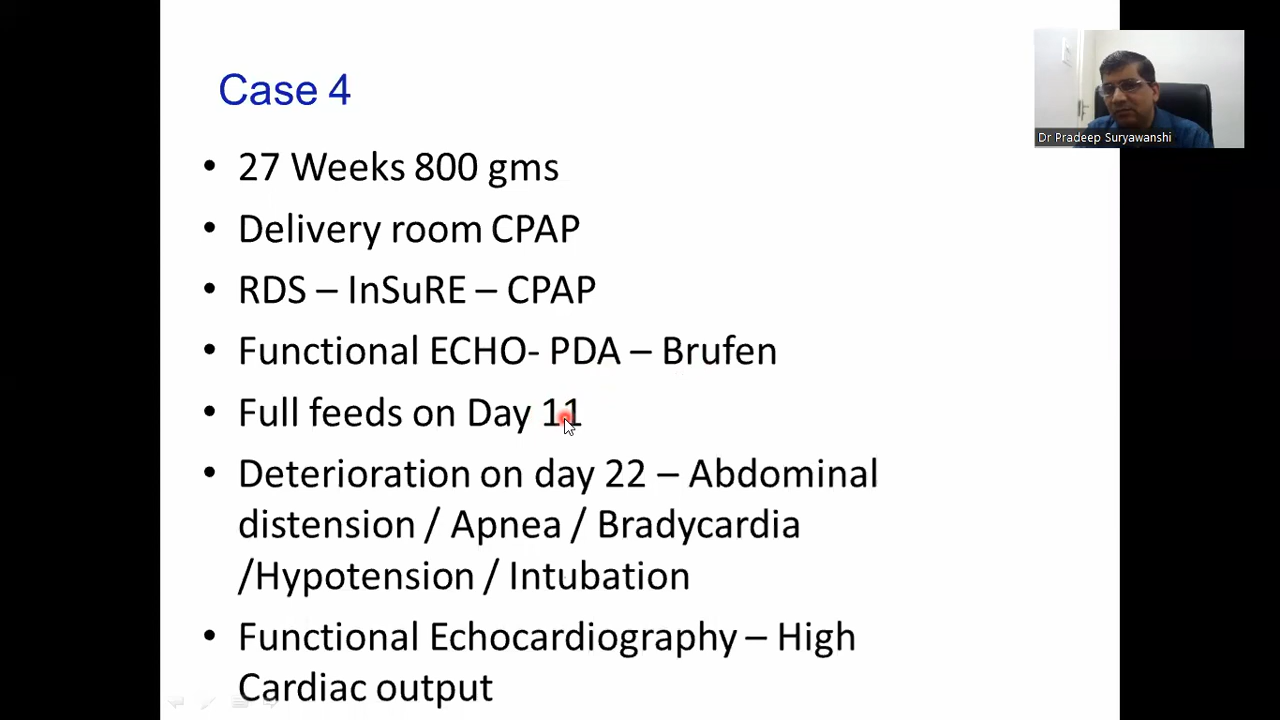 Case 4
• 27 Weeks 800 gms
• Delivery room CPAP
• RDS – InSuRE – CPAP
• Functional ECHO- PDA – Brufen
• Full feeds on Day 11
• Deterioration on day 22 – Abdominal
distension / Apnea / Bradycardia
/Hypotension / Intubation
• Functional Echocardiography – High
Cardiac output
Dr Pradeep Suryawanshi